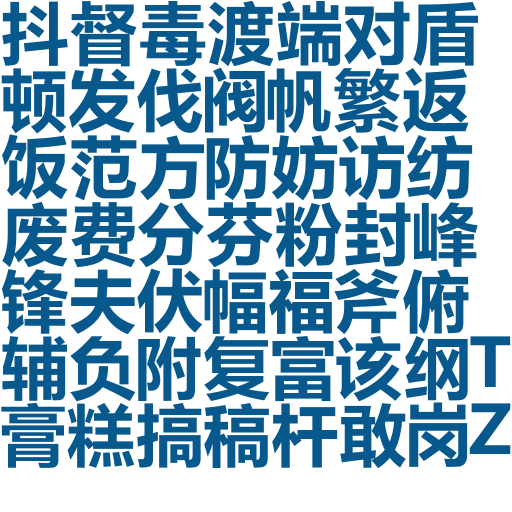 抖督毒渡端对盾
顿发伐阀帆繁返
饭范方防妨访纺
废费分芬粉封峰
锋夫伏幅福斧俯
辅负附复富该纲T
膏糕搞稿杆敢岗Z